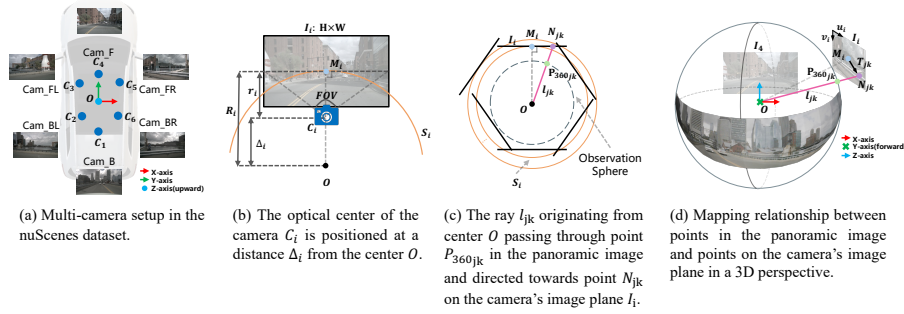 Cam_F
C₄
Cam_FL
C₃
C₅
Cam_FR
O
Cam_BL
C₂
C₆
Cam_BR
C₁
Cam_B
X-axis
Y-axis
Z-axis(upward)
(a) Multi-camera setup in the
nuScenes dataset.
Iᵢ: H×W
Mᵢ
Rᵢ
rᵢ
FOV
Cᵢ
Δᵢ
Sᵢ
O
(b) The optical center of the
camera Cᵢ is positioned at a
distance Δᵢ from the center O.
Iᵢ
Mᵢ
Nⱼₖ
P₃₆₀ⱼₖ
lⱼₖ
O
Observation
Sphere
Sᵢ
(c) The ray lⱼₖ originating from
center O passing through point
P₃₆₀ⱼₖ in the panoramic image
and directed towards point Nⱼₖ
on the camera's image plane Iᵢ.
uᵢ
vᵢ
Iᵢ
I₄
Mᵢ
Tⱼₖ
P₃₆₀ⱼₖ
Nⱼₖ
lⱼₖ
O
X-axis
Y-axis(forward
Z-axis
(d) Mapping relationship between
points in the panoramic image
and points on the camera's image
plane in a 3D perspective.